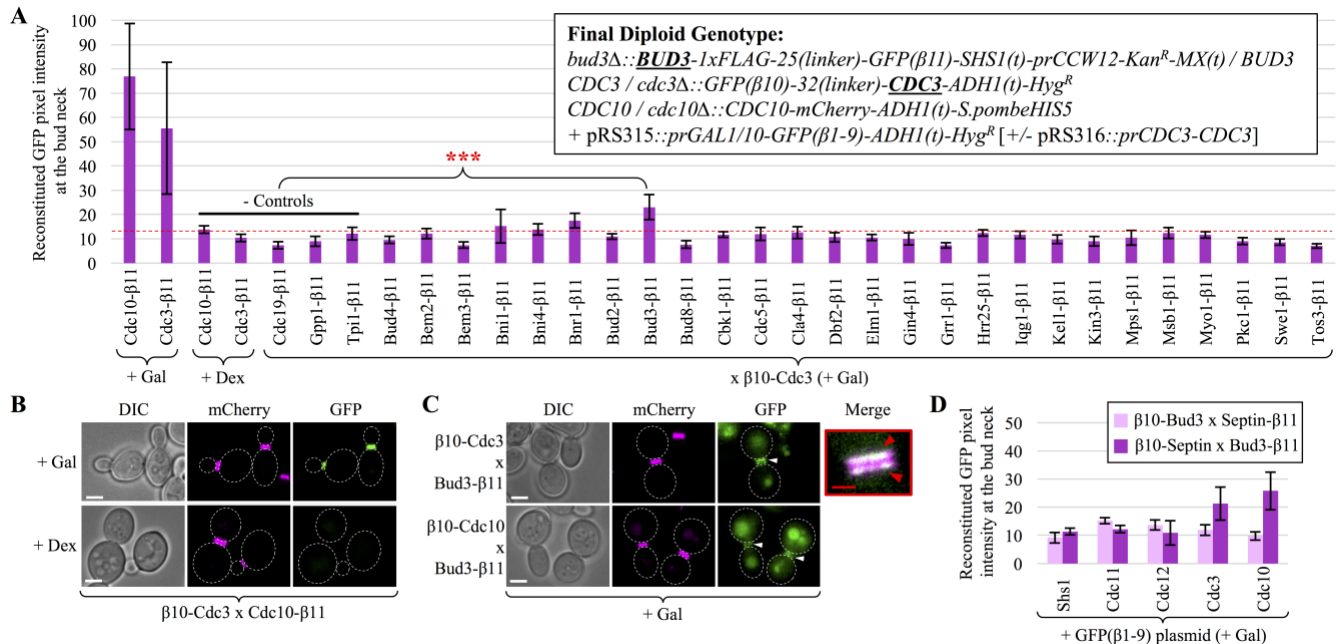 A
Reconstituted GFP pixel intensity
at the bud neck
100
90
80
70
60
50
40
30
20
10
0
***
- Controls
Final Diploid Genotype:
bud3Δ::BUD3-1xFLAG-25(linker)-GFP(β11)-SHS1(t)-prCCW12-Kan^R-MX(t) / BUD3
CDC3 / cdc3Δ::GFP(β10)-32(linker)-CDC3-ADH1(t)-Hyg^R
CDC10 / cdc10Δ::CDC10-mCherry-ADH1(t)-S.pombeHIS5
+ pRS315::prGAL1/10-GFP(β1-9)-ADH1(t)-Hyg^R [+/- pRS316::prCDC3-CDC3]
Cdc10-β11
Cdc3-β11
Cdc10-β11
Cdc3-β11
Cdc19-β11
Gpp1-β11
Tpi1-β11
Bud4-β11
Bem2-β11
Bem3-β11
Bni1-β11
Bni4-β11
Bnr1-β11
Bud2-β11
Bud3-β11
Bud8-β11
Cbk1-β11
Cdc5-β11
Cla4-β11
Dbf2-β11
Elm1-β11
Gin4-β11
Grr1-β11
Hrr25-β11
Iqg1-β11
Kel1-β11
Kin3-β11
Mps1-β11
Msb1-β11
Myo1-β11
Pkc1-β11
Swe1-β11
Tos3-β11
+ Gal
+ Dex
x β10-Cdc3 (+ Gal)
B
DIC
mCherry
GFP
+ Gal
+ Dex
β10-Cdc3 x Cdc10-β11
C
DIC
mCherry
GFP
Merge
β10-Cdc3
x
Bud3-β11
β10-Cdc10
x
Bud3-β11
+ Gal
D
Reconstituted GFP pixel
intensity at the bud neck
50
40
30
20
10
0
β10-Bud3 x Septin-β11
β10-Septin x Bud3-β11
Shs1
Cdc11
Cdc12
Cdc3
Cdc10
+ GFP(β1-9) plasmid (+ Gal)